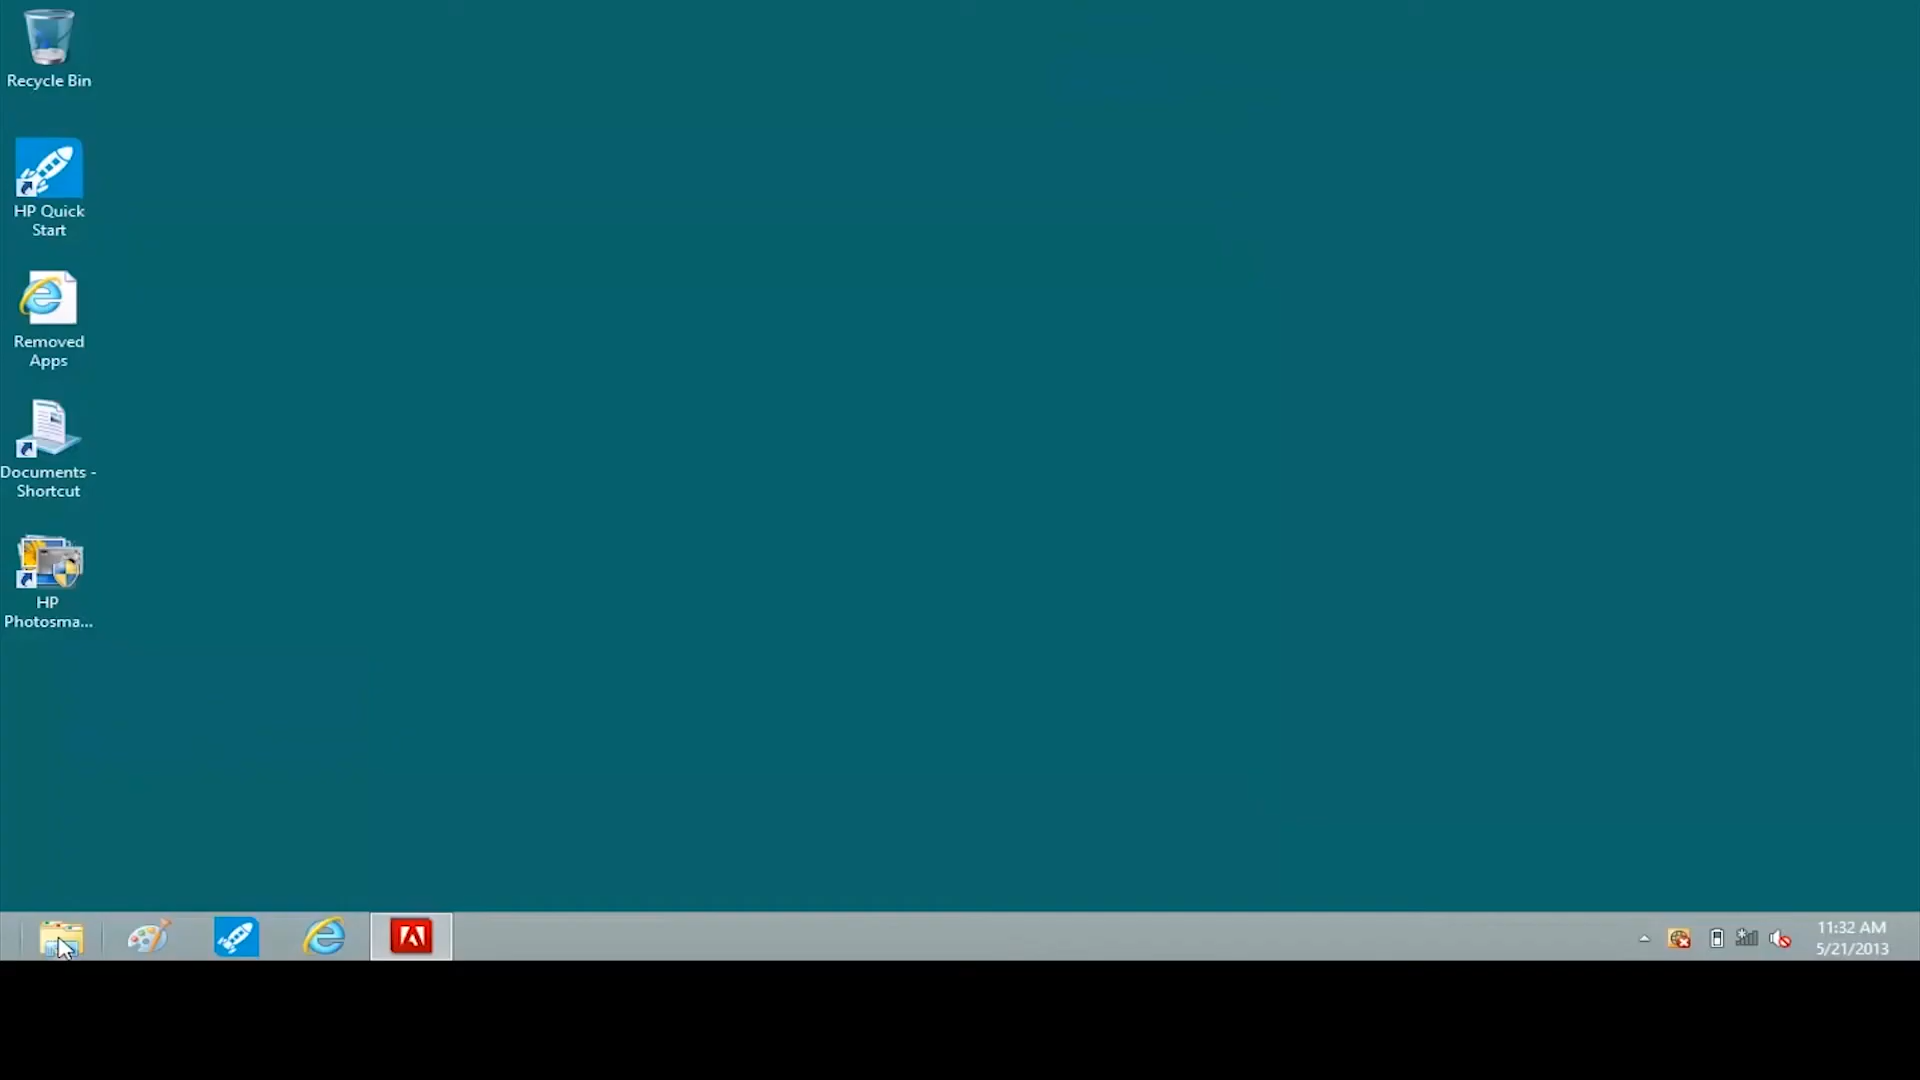 Recycle Bin
HP Quick
Start
Removed
Apps
Documents -
Shortcut
HP
Photosma...
11:32 AM
5/21/2013